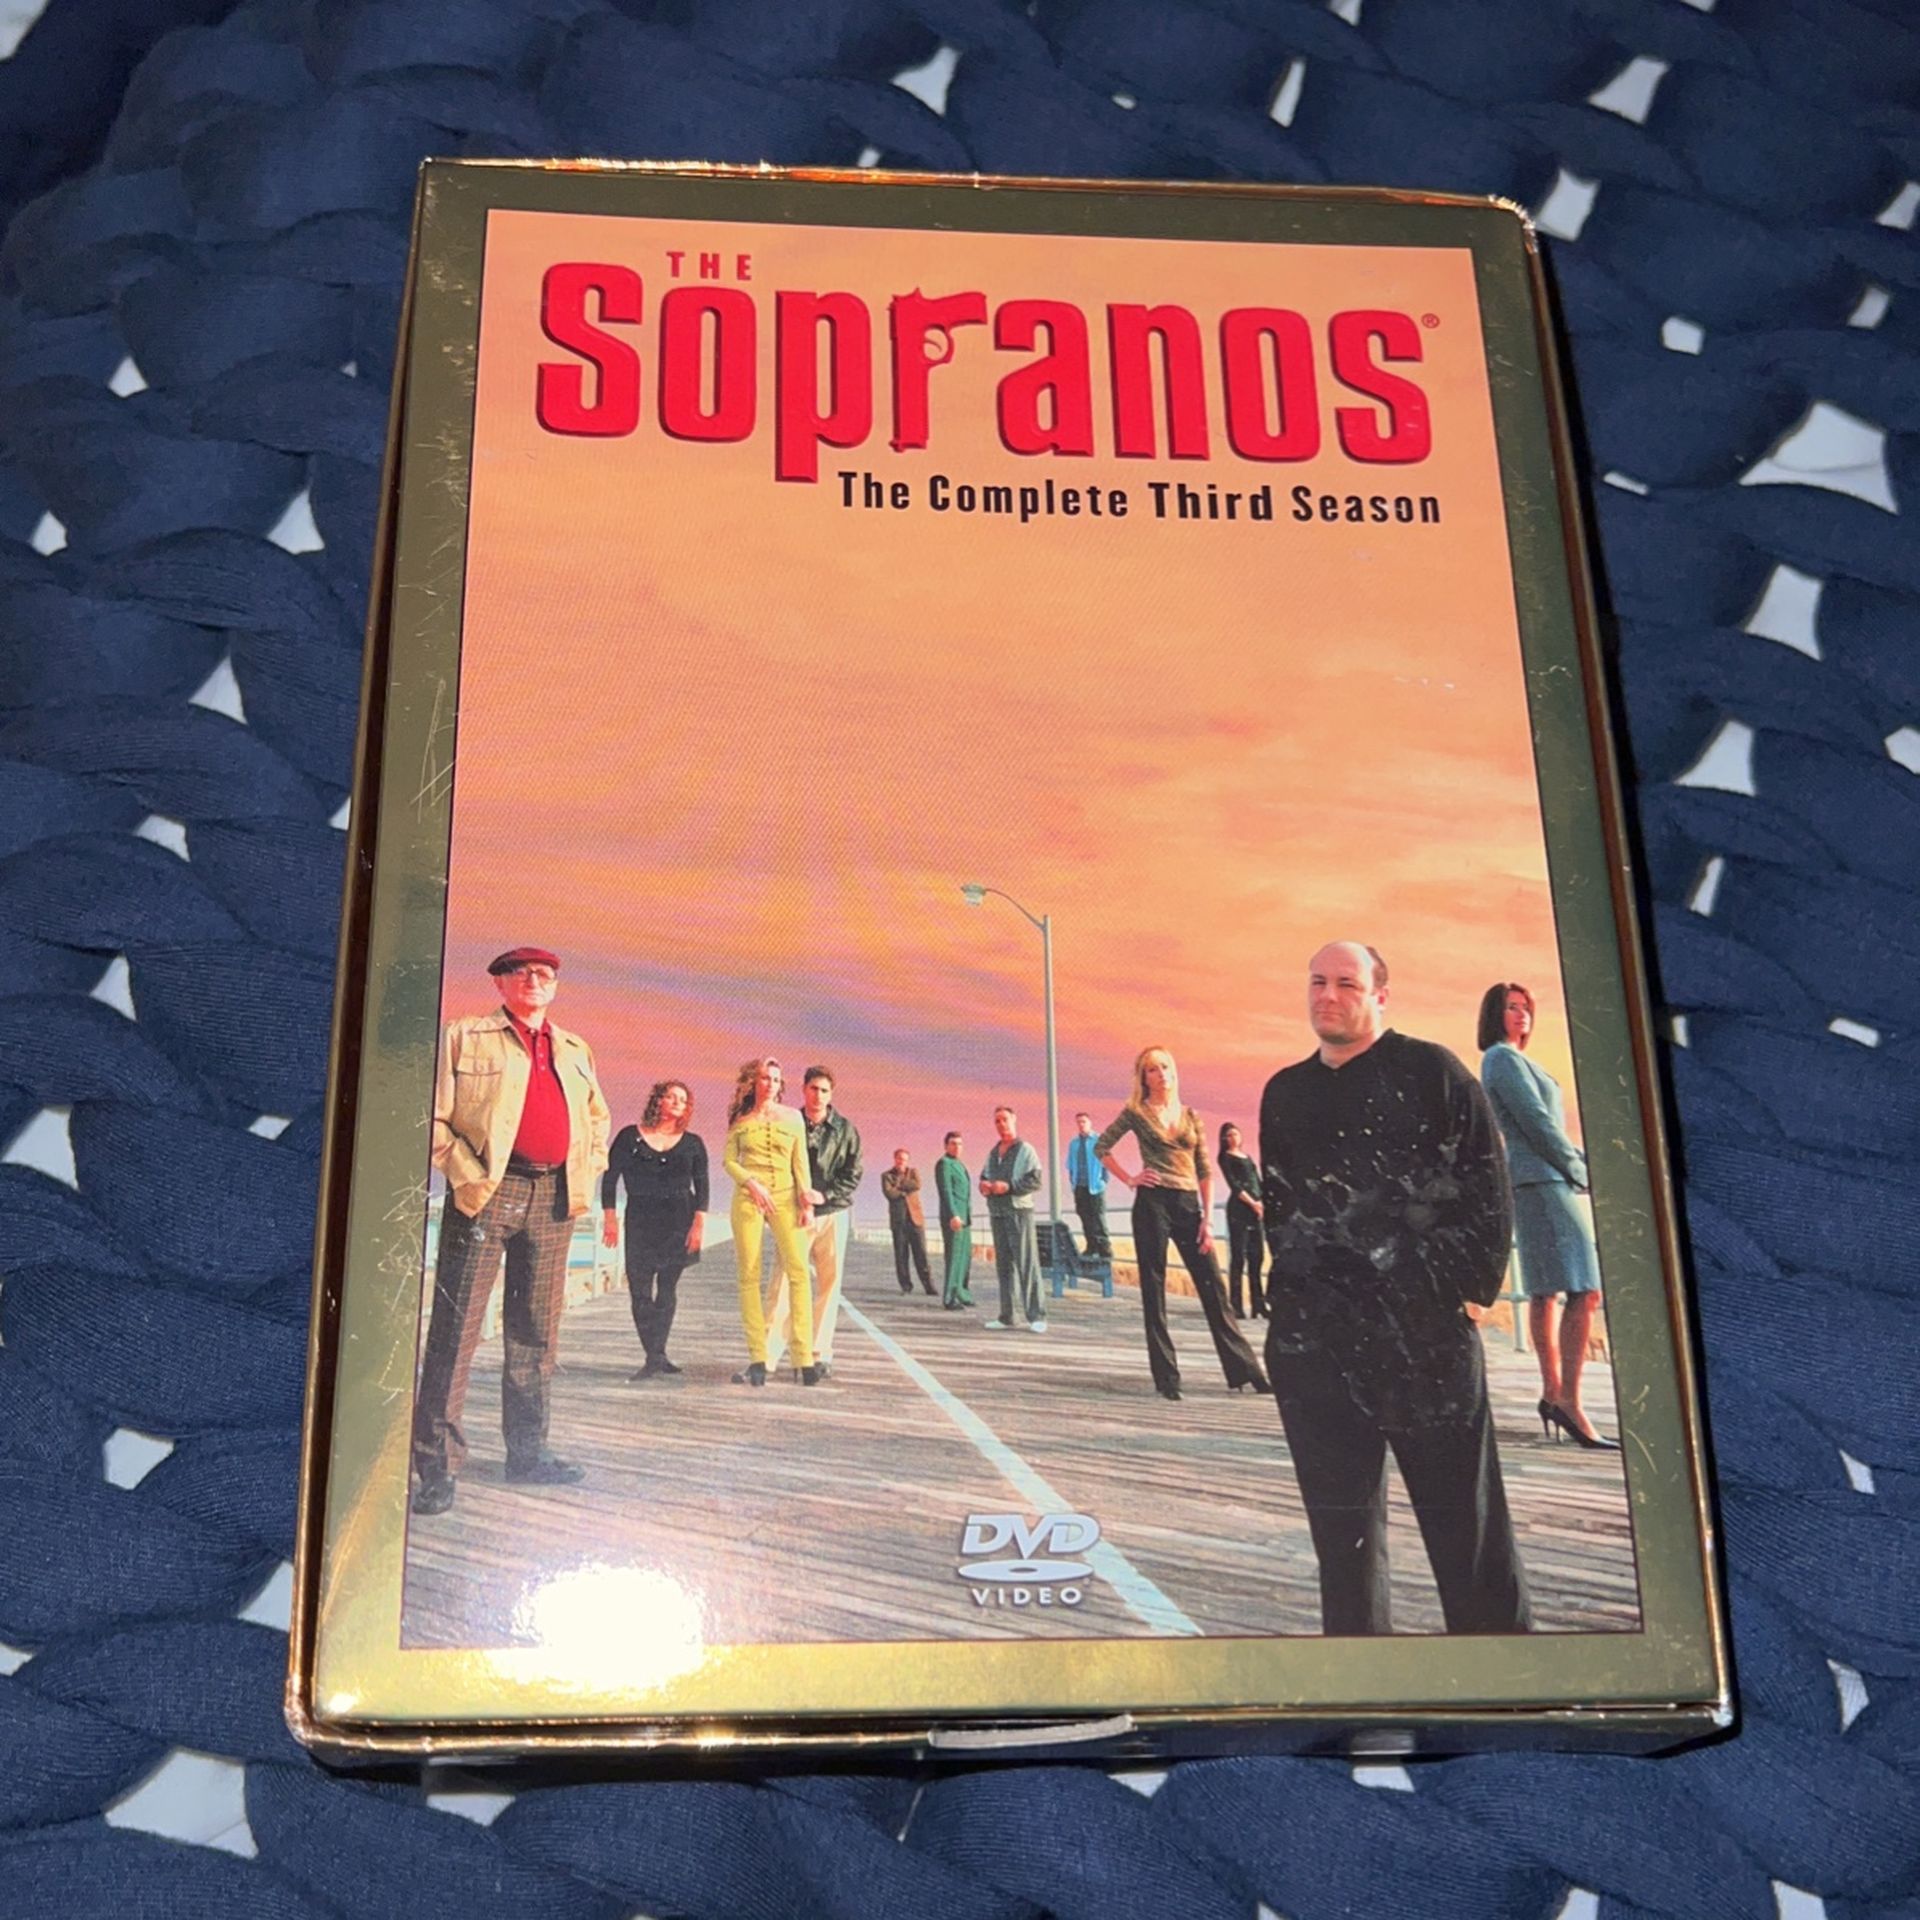 THE
Sopranos®
The Complete Third Season
DVD
VIDEO